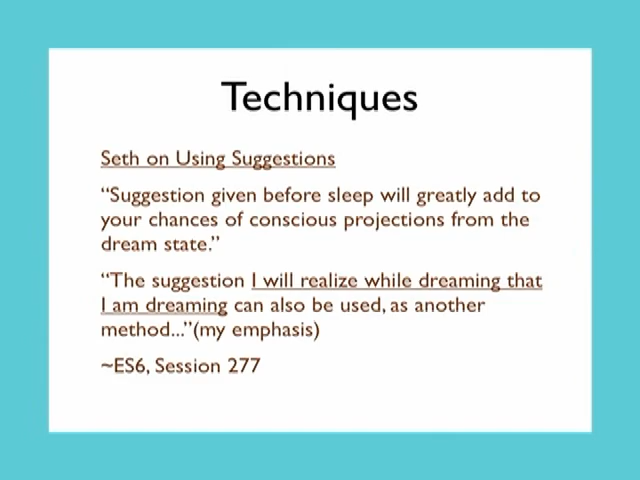 Techniques
Seth on Using Suggestions
“Suggestion given before sleep will greatly add to
your chances of conscious projections from the
dream state.”
“The suggestion I will realize while dreaming that
I am dreaming can also be used, as another
method...”(my emphasis)
~ES6, Session 277